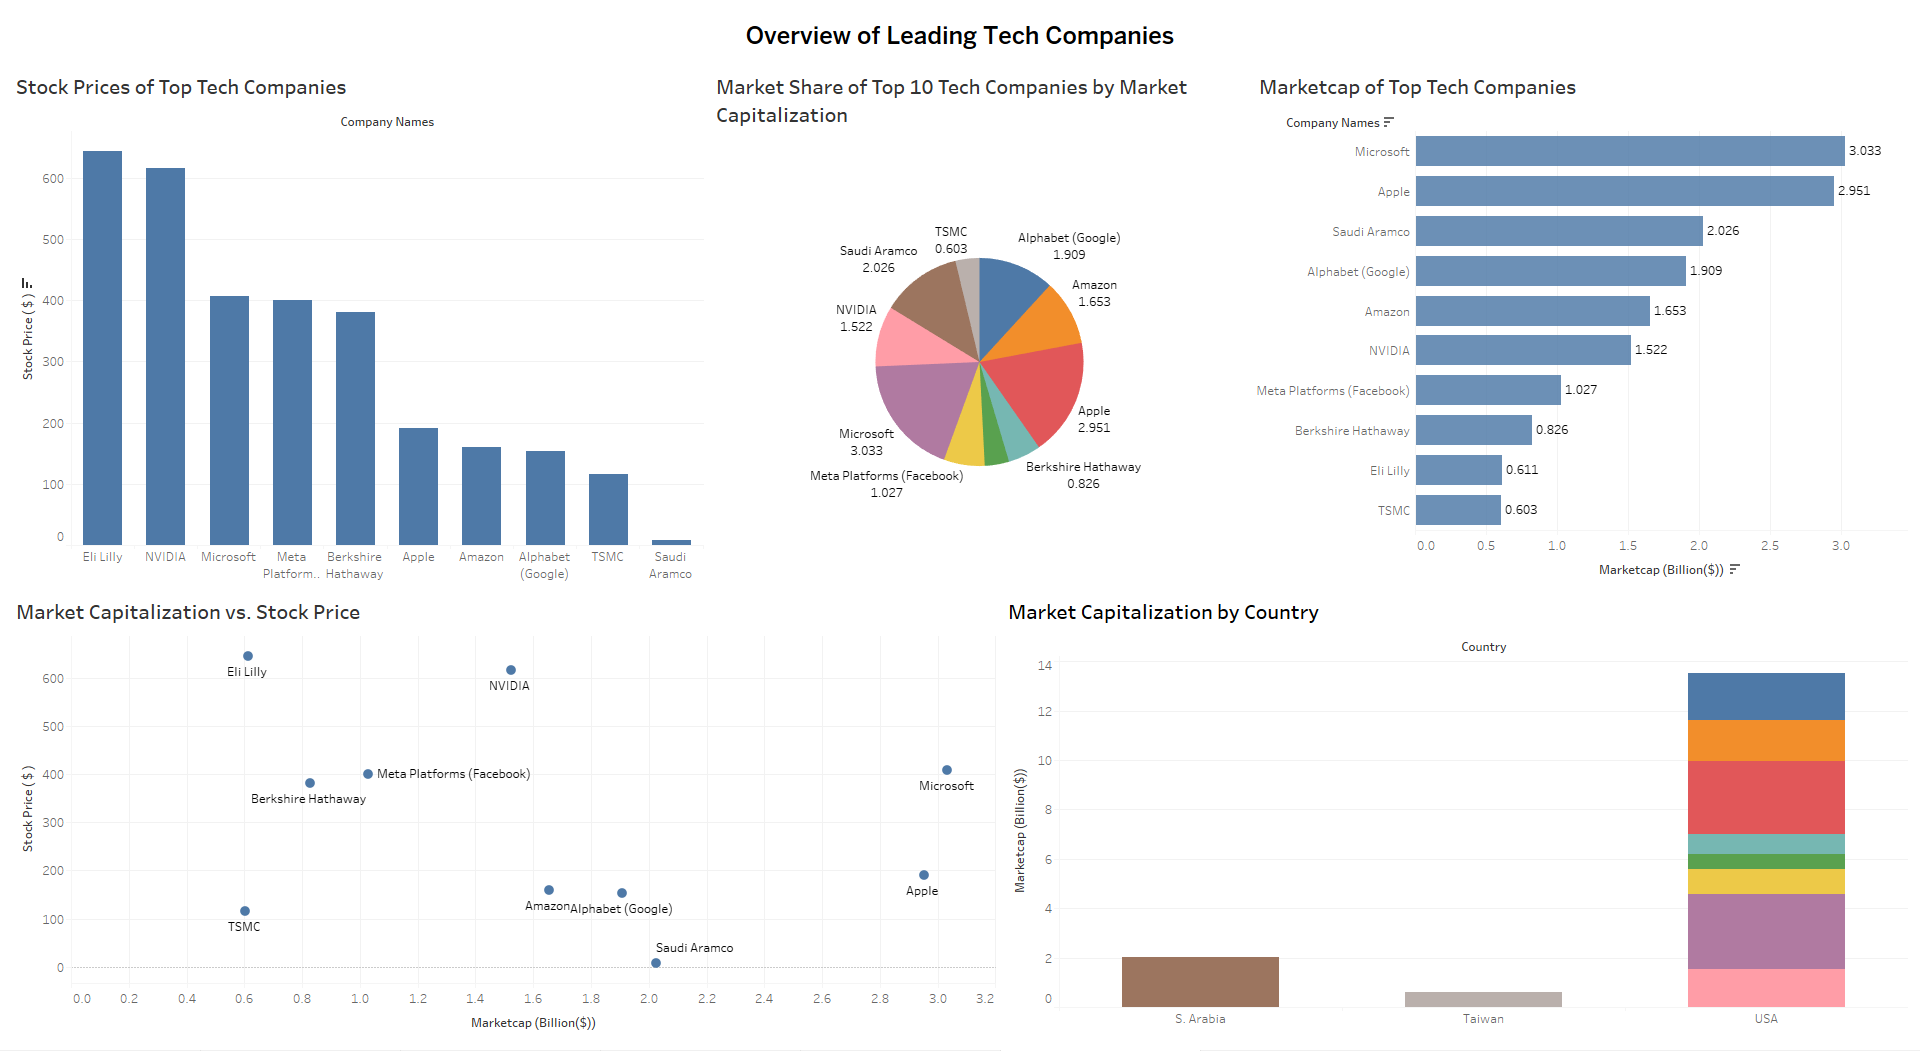 Overview of Leading Tech Companies
Stock Prices of Top Tech Companies
Company Names
600
500
400
300
200
100
0
Stock Price ( $ )
Eli Lilly
NVIDIA
Microsoft
Meta
Platform..
Berkshire
Hathaway
Apple
Amazon
Alphabet
(Google)
TSMC
Saudi
Aramco
Market Share of Top 10 Tech Companies by Market
Capitalization
TSMC
0.603
Alphabet (Google)
1.909
Saudi Aramco
2.026
Amazon
1.653
NVIDIA
1.522
Apple
2.951
Microsoft
3.033
Berkshire Hathaway
0.826
Meta Platforms (Facebook)
1.027
Marketcap of Top Tech Companies
Company Names
Microsoft 3.033
Apple 2.951
Saudi Aramco 2.026
Alphabet (Google) 1.909
Amazon 1.653
NVIDIA 1.522
Meta Platforms (Facebook) 1.027
Berkshire Hathaway 0.826
Eli Lilly 0.611
TSMC 0.603
0.0 0.5 1.0 1.5 2.0 2.5 3.0
Marketcap (Billion($))
Market Capitalization vs. Stock Price
600
500
400
300
200
100
0
Stock Price ( $ )
Eli Lilly
NVIDIA
Meta Platforms (Facebook)
Berkshire Hathaway
Microsoft
Apple
Amazon
Alphabet (Google)
TSMC
Saudi Aramco
0.0 0.2 0.4 0.6 0.8 1.0 1.2 1.4 1.6 1.8 2.0 2.2 2.4 2.6 2.8 3.0 3.2
Marketcap (Billion($))
Market Capitalization by Country
Country
14
12
10
8
6
4
2
0
Marketcap (Billion($))
S. Arabia
Taiwan
USA